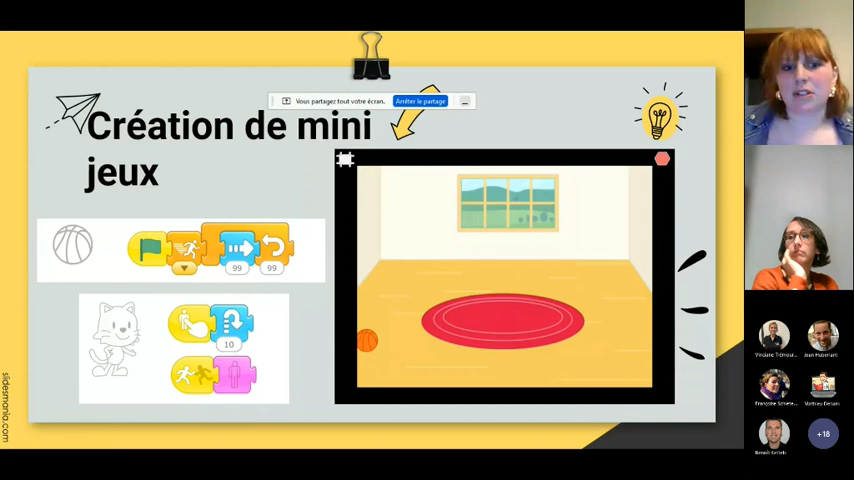 Vous partagez tout votre écran.
Arrêter le partage
Création de mini
jeux
99
99
10
slidesmania.com
+18